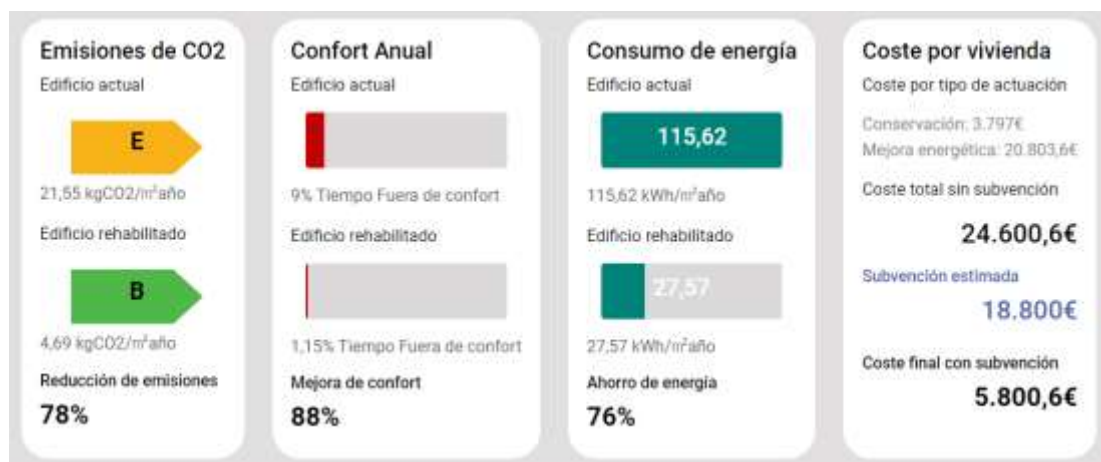 Emisiones de CO2
Edificio actual
E
21,55 kgCO2/m²año
Edificio rehabilitado
B
4,69 kgCO2/m²año
Reducción de emisiones
78%
Confort Anual
Edificio actual
9% Tiempo Fuera de confort
Edificio rehabilitado
1,15% Tiempo Fuera de confort
Mejora de confort
88%
Consumo de energía
Edificio actual
115,62
115,62 kWh/m²año
Edificio rehabilitado
27,57
27,57 kWh/m²año
Ahorro de energía
76%
Coste por vivienda
Coste por tipo de actuación
Conservación: 3.797€
Mejora energética: 20.803,6€
Coste total sin subvención
24.600,6€
Subvención estimada
18.800€
Coste final con subvención
5.800,6€